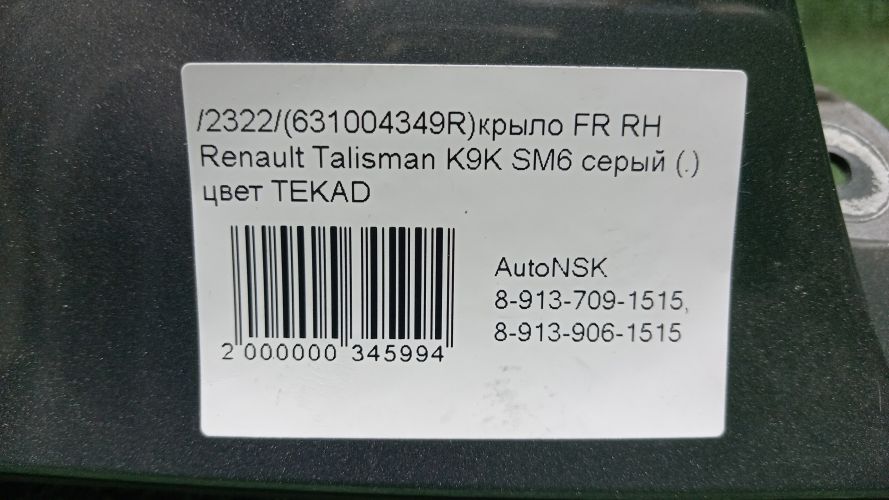 /2322/(631004349R)крыло FR RH
Renault Talisman K9K SM6 серый (.)
цвет TEKAD
AutoNSK
8-913-709-1515,
8-913-906-1515
2 000000 345994